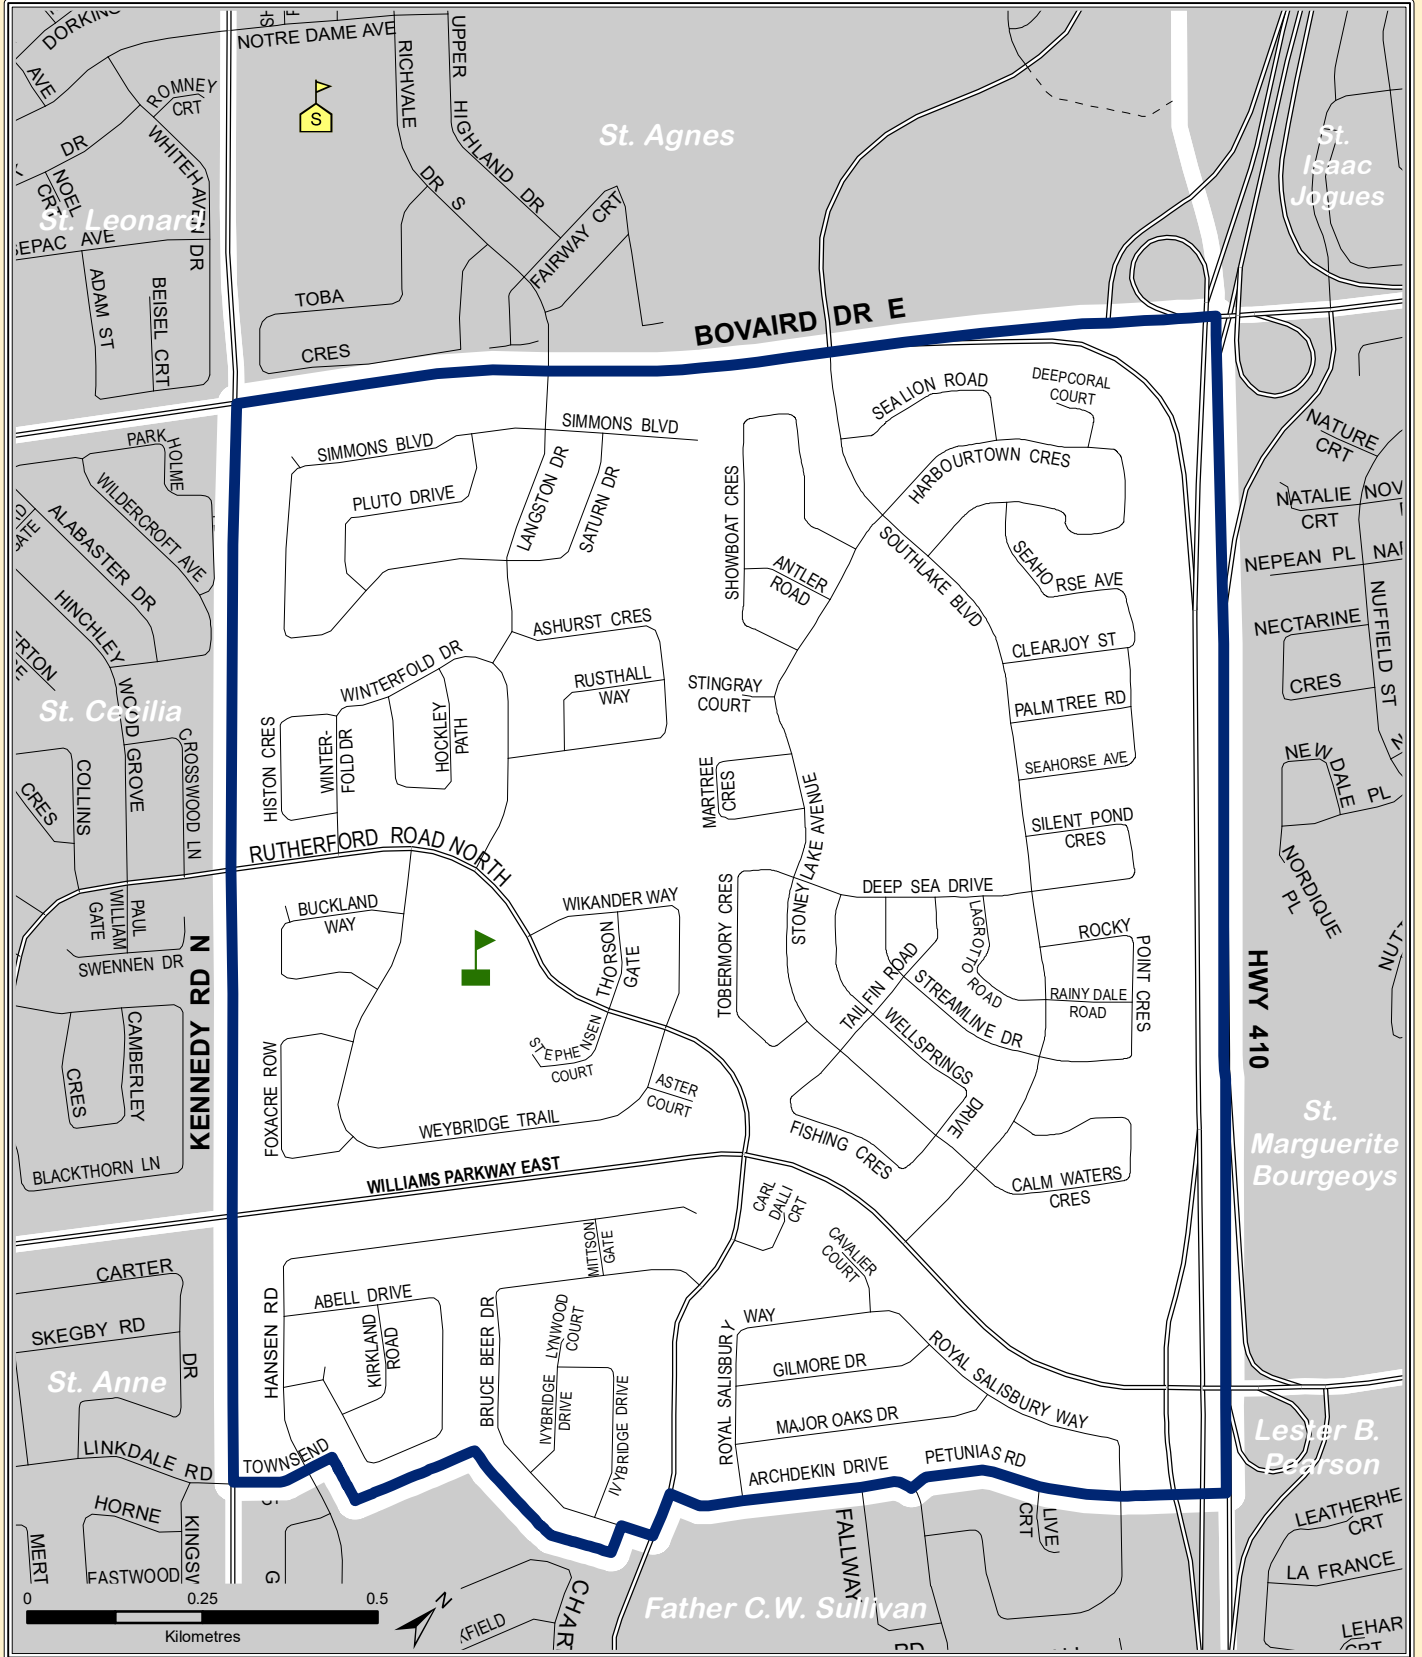 DORKING
NOTRE DAME AVE
AVE
ROMNEY
CRT
RICHVALE
DR S
UPPER HIGHLAND DR
S
St. Agnes
St.
Isaac
Jogues
DR
NOEL
CRT
WHITEHAVEN DR
St. Leonard
AVE
ADAM ST
BEISEL CRT
FAIRWAY CRT
TOBA
CRES
BOVAIRD DR E
PARK
HOLME
WILDERCROFT AVE
ALABASTER DR
HINCHLEY
WOOD GROVE
St. Cecilia
COLLINS
CRES
CROSSWOOD LN
SIMMONS BLVD
SIMMONS BLVD
PLUTO DRIVE
LANGSTON DR
SATURN DR
SEALION ROAD
DEEPCORAL
COURT
HARBOURTOWN CRES
SHOWBOAT CRES
ANTLER
ROAD
SOUTHLAKE BLVD
SEAHO
RSE AVE
CLEARJOY ST
PALM TREE RD
SEAHORSE AVE
SILENT POND
CRES
NATURE
CRT
NATALIE
CRT
NOV
NEPEAN PL
NECTARINE
CRES
NUFFIELD ST
NEW
DALE
PL
NORDIQUE
PL
ASHURST CRES
RUSTHALL
WAY
WINTERFOLD DR
HISTON CRES
WINTER-
FOLD DR
HOCKLEY
PATH
STINGRAY
COURT
MARTREE
CRES
STONEY LAKE AVENUE
RUTHERFORD ROAD NORTH
BUCKLAND
WAY
WIKANDER WAY
THORSON
GATE
STEPHENSEN
COURT
TOBERMORY CRES
DEEP SEA DRIVE
LAGROTTO
ROAD
TAILFIN ROAD
STREAMLINE DR
WELLSPRINGS
DRIVE
ROCKY
POINT CRES
RAINY DALE
ROAD
HWY 410
KENNEDY RD N
PAUL
WILLIAM
GATE
SWENNEN DR
CAMBERLEY
CRES
BLACKTHORN LN
FOXACRE ROW
ASTER
COURT
WEYBRIDGE TRAIL
FISHING CRES
CALM WATERS
CRES
St.
Marguerite
Bourgeoys
WILLIAMS PARKWAY EAST
CARL
DALLI
CRT
CAVALIER
COURT
MITTSON
GATE
CARTER
DR
SKEGBY RD
St. Anne
LINKDALE RD
HANSEN RD
ABELL DRIVE
KIRKLAND
ROAD
BRUCE BEER DR
LYNWOOD
COURT
IVYBRIDGE
DRIVE
IVYBRIDGE DRIVE
ROYAL SALISBURY
WAY
GILMORE DR
ROYAL SALISBURY WAY
MAJOR OAKS DR
ARCHDEKIN DRIVE
PETUNIAS RD
TOWNSEND
Lester B.
Pearson
HORNE
EASTWOOD
MERT
KINGSV
FALLWAY
RD
LIVE
CRT
LEATHERHE
CRT
LA FRANCE
LEHAR
CRT
CHAR
Father C.W. Sullivan
0 0.25 0.5
Kilometres
N